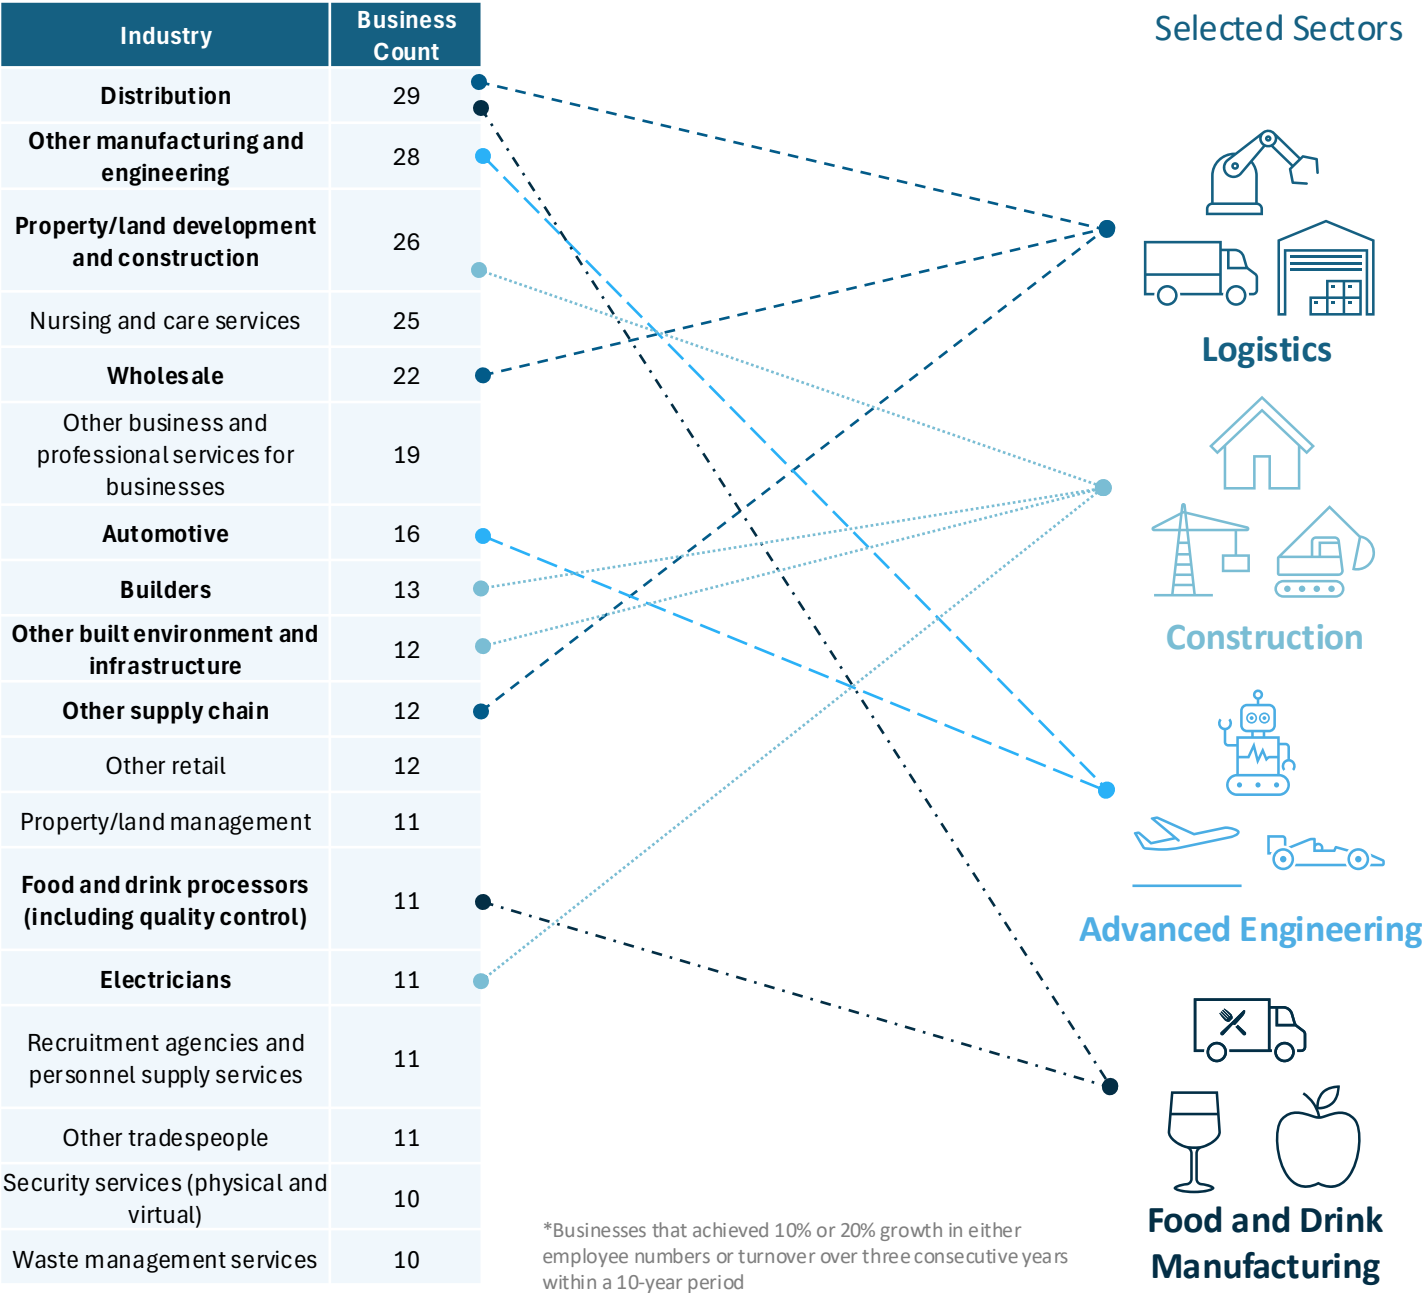 Industry
Business
Count
Distribution
29
Other manufacturing and
engineering
28
Property/land development
and construction
26
Nursing and care services
25
Wholesale
22
Other business and
professional services for
businesses
19
Automotive
16
Builders
13
Other built environment and
infrastructure
12
Other supply chain
12
Other retail
12
Property/land management
11
Food and drink processors
(including quality control)
11
Electricians
11
Recruitment agencies and
personnel supply services
11
Other tradespeople
11
Security services (physical and
virtual)
10
Waste management services
10
Selected Sectors
Logistics
Construction
Advanced Engineering
Food and Drink
Manufacturing
*Businesses that achieved 10% or 20% growth in either
employee numbers or turnover over three consecutive years
within a 10-year period